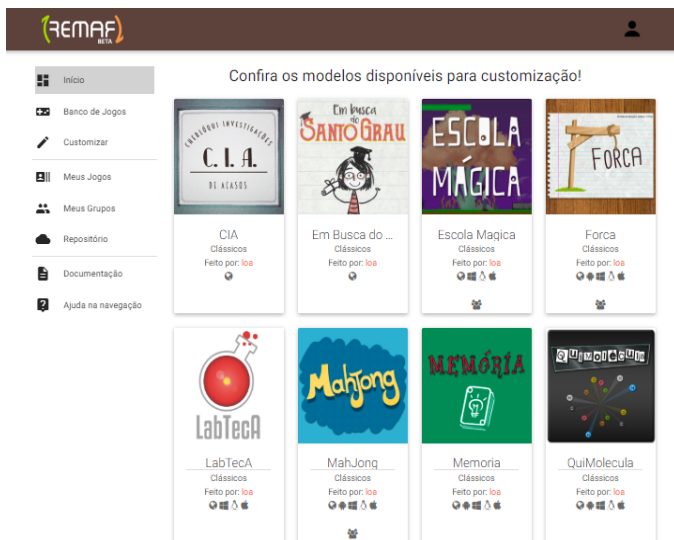 REMAF
BETA
Início
Banco de Jogos
Customizar
Meus Jogos
Meus Grupos
Repositório
Documentação
Ajuda na navegação
Confira os modelos disponíveis para customização!
CHERLOQUI INVESTIGAÇÕES
C. I. A.
DE ACASOS
CIA
Clássicos
Feito por: loa
Em busca
do
SANTO GRAU
Em Busca do ...
Clássicos
Feito por: loa
ESCOLA
MÁGICA
Escola Magica
Clássicos
Feito por: loa
FORCA
Forca
Clássicos
Feito por: loa
LabTecA
LabTecA
Clássicos
Feito por: loa
MahJong
MahJong
Clássicos
Feito por: loa
MEMÓRIA
Memoria
Clássicos
Feito por: loa
QuiMolécula
QuiMolecula
Clássicos
Feito por: loa